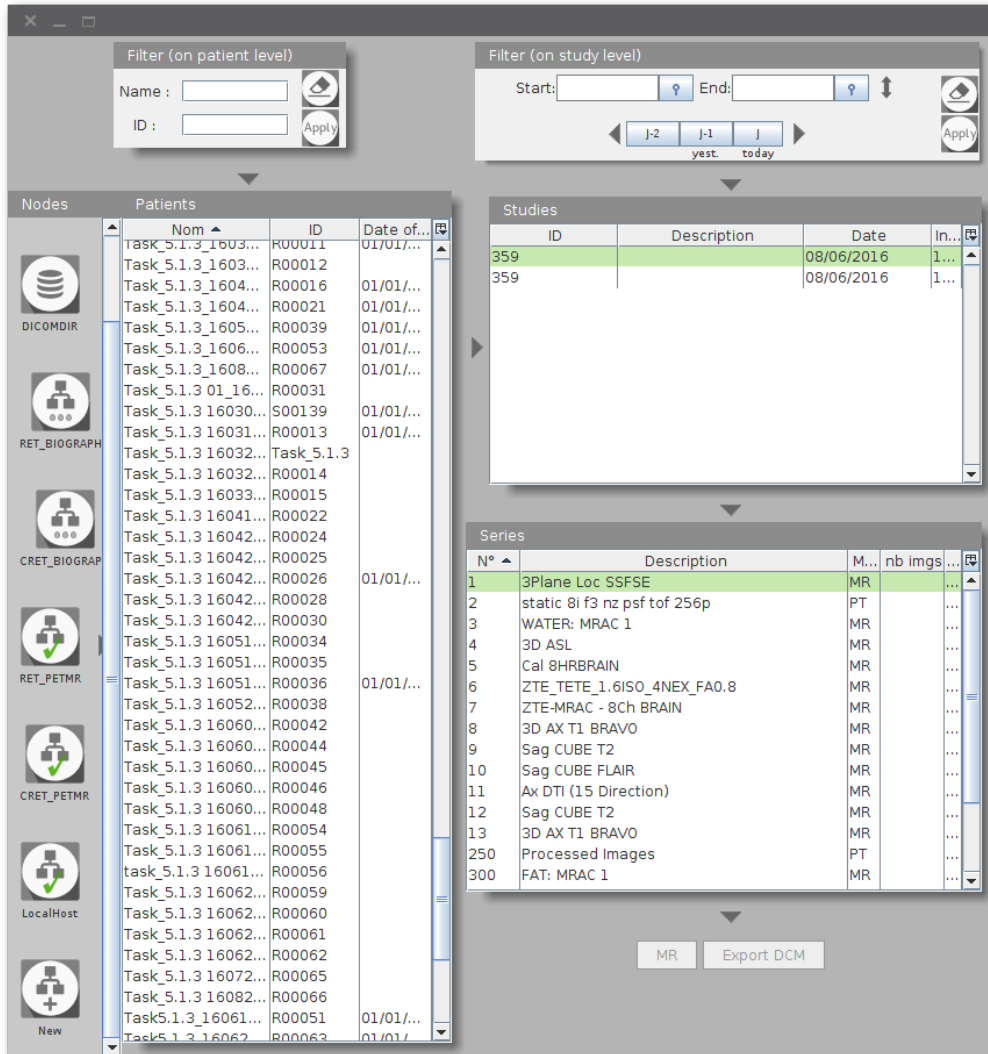 Filter (on patient level)
Name :
ID :
Apply
Filter (on study level)
Start:
End:
J-2 J-1 J
yest. today
Apply
Nodes
DICOMDIR
RET_BIOGRAPH
CRET_BIOGRAP
RET_PETMR
CRET_PETMR
LocalHost
New
Patients
Nom ID Date of...
Task_5.1.3_1603... R00011 01/01/...
Task_5.1.3_1603... R00012
Task_5.1.3_1604... R00016 01/01/...
Task_5.1.3_1604... R00021 01/01/...
Task_5.1.3_1605... R00039 01/01/...
Task_5.1.3_1606... R00053 01/01/...
Task_5.1.3_1608... R00067 01/01/...
Task_5.1.3 01_16... R00031
Task_5.1.3 16030... S00139 01/01/...
Task_5.1.3 16031... R00013 01/01/...
Task_5.1.3 16032... Task_5.1.3
Task_5.1.3 16032... R00014
Task_5.1.3 16033... R00015
Task_5.1.3 16041... R00022
Task_5.1.3 16042... R00024
Task_5.1.3 16042... R00025
Task_5.1.3 16042... R00026 01/01/...
Task_5.1.3 16042... R00028
Task_5.1.3 16042... R00030
Task_5.1.3 16051... R00034
Task_5.1.3 16051... R00035
Task_5.1.3 16051... R00036 01/01/...
Task_5.1.3 16052... R00038
Task_5.1.3 16060... R00042
Task_5.1.3 16060... R00044
Task_5.1.3 16060... R00045
Task_5.1.3 16060... R00046
Task_5.1.3 16060... R00048
Task_5.1.3 16061... R00054
Task_5.1.3 16061... R00055
task_5.1.3 16061... R00056
Task_5.1.3 16062... R00059
Task_5.1.3 16062... R00060
Task_5.1.3 16062... R00061
Task_5.1.3 16062... R00062
Task_5.1.3 16072... R00065
Task_5.1.3 16082... R00066
Task5.1.3_16061... R00051 01/01/...
Task5.1.3_16062... R00063 01/01/...
Studies
ID Description Date In...
359 08/06/2016 1...
359 08/06/2016 1...
Series
N° Description M... nb imgs ...
1 3Plane Loc SSFSE MR ...
2 static 8i f3 nz psf tof 256p PT ...
3 WATER: MRAC 1 MR ...
4 3D ASL MR ...
5 Cal 8HRBRAIN MR ...
6 ZTE_TETE_1.6ISO_4NEX_FA0.8 MR ...
7 ZTE-MRAC - 8Ch BRAIN MR ...
8 3D AX T1 BRAVO MR ...
9 Sag CUBE T2 MR ...
10 Sag CUBE FLAIR MR ...
11 Ax DTI (15 Direction) MR ...
12 Sag CUBE T2 MR ...
13 3D AX T1 BRAVO MR ...
250 Processed Images PT ...
300 FAT: MRAC 1 MR ...
MR
Export DCM